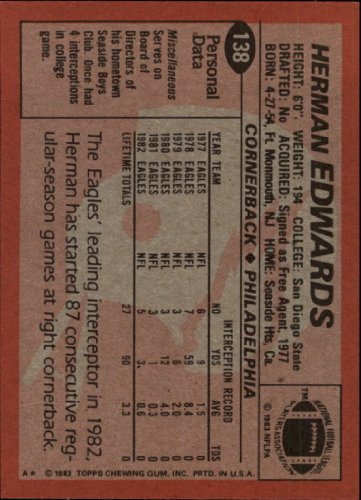 138
HERMAN EDWARDS
HEIGHT: 6'0" WEIGHT: 194 COLLEGE: San Diego State
DRAFTED: No ACQUIRED: Signed as Free Agent, 1977
BORN: 4-27-54, Ft. Monmouth, NJ HOME: Seaside Hts, Ca.
CORNERBACK ◆ PHILADELPHIA
Personal
Data
Miscellaneous
Serves on
Board of
Directors of
his hometown
Seaside Boys
Club. Once had
4 interceptions
in college
INTERCEPTION RECORD
YEAR TEAM NO YDS AVG TDS
1977 EAGLES NFL 6 9 1.5 0
1978 EAGLES NFL 7 59 8.4 0
1979 EAGLES NFL 3 6 2.0 0
1980 EAGLES NFL 3 12 4.0 0
1981 EAGLES NFL 3 1 0.3 0
1982 EAGLES NFL 5 3 0.6 0
LIFETIME TOTALS 27 90 3.3 0
The Eagles' leading interceptor in 1982,
Herman has started 87 consecutive reg-
ular-season games at right cornerback.
NATIONAL FOOTBALL LEAGUE
PLAYERS ASSOCIATION
TM
© 1983 NFLPA
A★ © 1983 TOPPS CHEWING GUM, INC. PRTD. IN U.S.A.